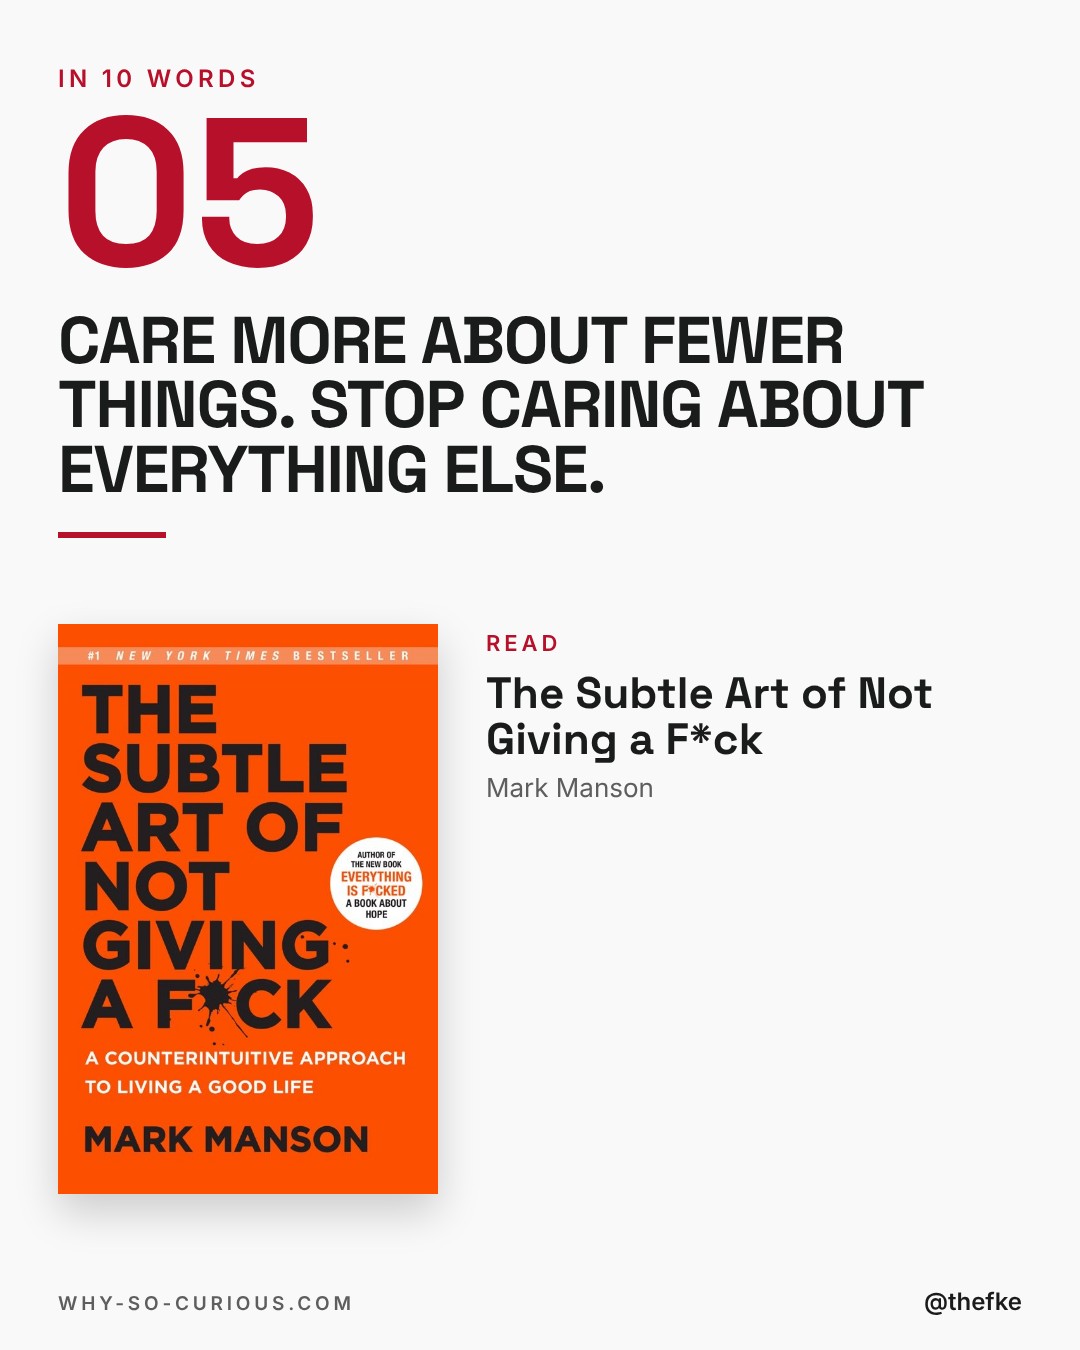 IN 10 WORDS
05
CARE MORE ABOUT FEWER
THINGS. STOP CARING ABOUT
EVERYTHING ELSE.
#1 NEW YORK TIMES BESTSELLER
THE
SUBTLE
ART OF
NOT
GIVING
A F*CK
AUTHOR OF
THE NEW BOOK
EVERYTHING
IS F*CKED
A BOOK ABOUT
HOPE
A COUNTERINTUITIVE APPROACH
TO LIVING A GOOD LIFE
MARK MANSON
READ
The Subtle Art of Not
Giving a F*ck
Mark Manson
WHY-SO-CURIOUS.COM
@thefke